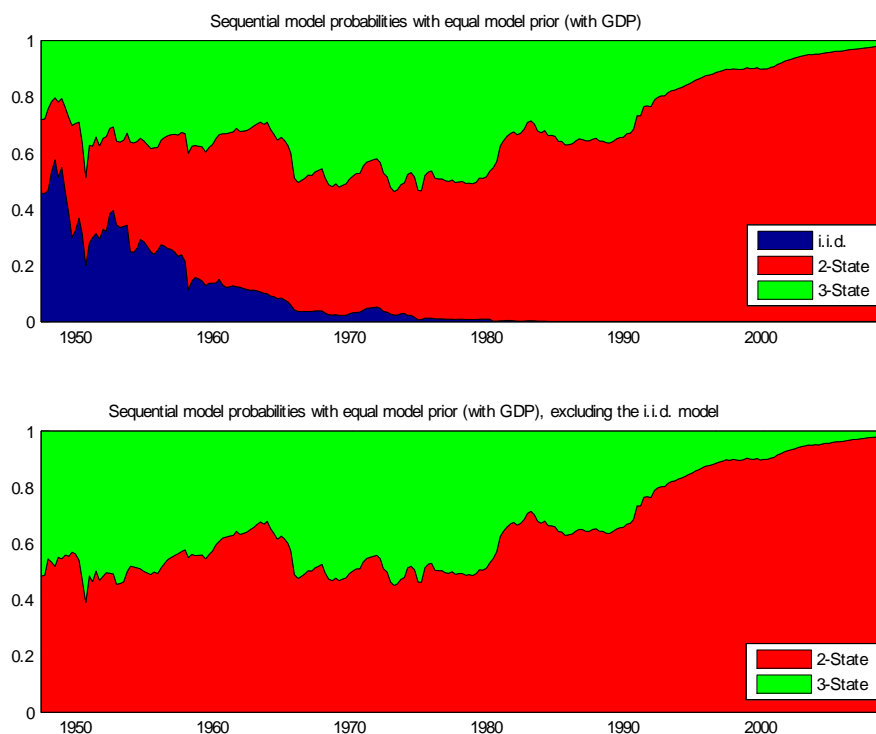 Sequential model probabilities with equal model prior (with GDP)
1
0.8
0.6
0.4
0.2
0
i.i.d.
2-State
3-State
1950 1960 1970 1980 1990 2000
Sequential model probabilities with equal model prior (with GDP), excluding the i.i.d. model
1
0.8
0.6
0.4
0.2
0
2-State
3-State
1950 1960 1970 1980 1990 2000